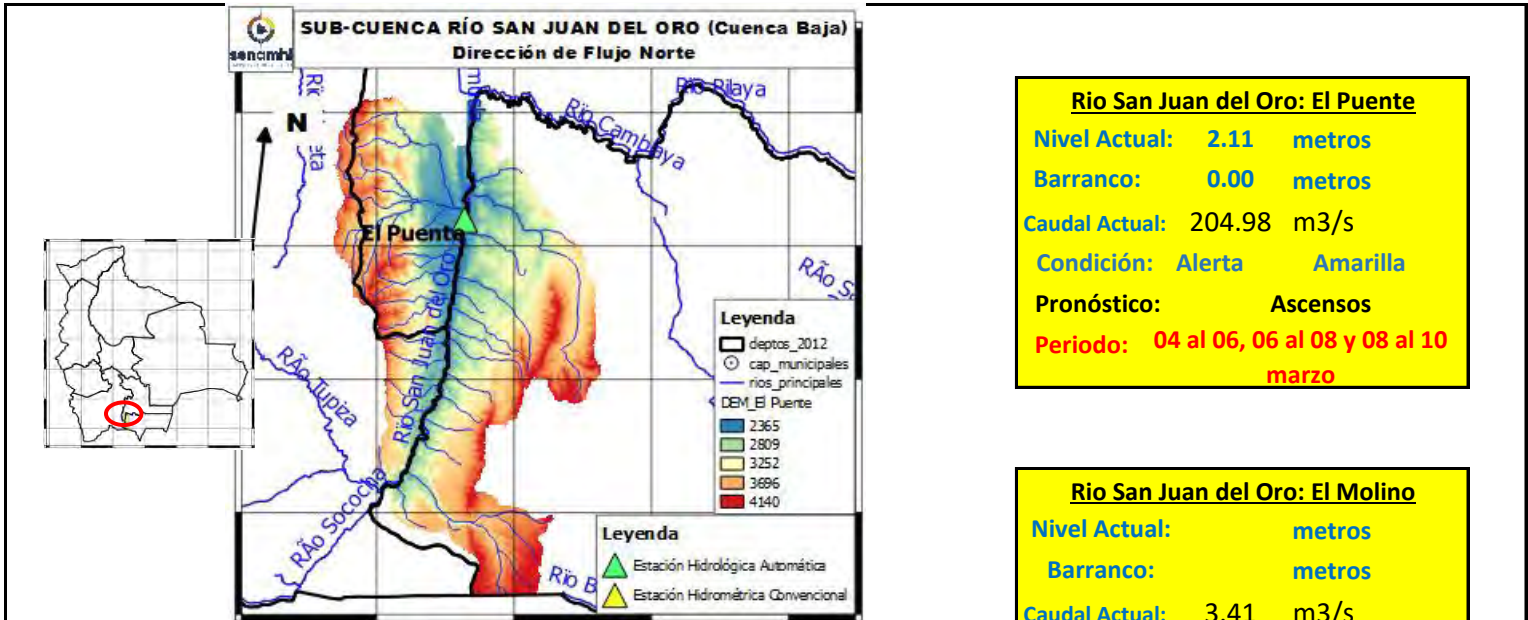 senamhi
SUB-CUENCA RÍO SAN JUAN DEL ORO (Cuenca Baja)
Dirección de Flujo Norte
N
Río Pilaya
Río Camblaya
El Puente
Río San Juan del Oro
RÃo S
RÃo Tupiza
RÃo Sococha
Río B
Leyenda
deptos_2012
cap_municipales
rios_principales
DEM_El Puente
2365
2809
3252
3696
4140
Leyenda
Estación Hidrológica Automática
Estación Hidrométrica Convencional
Rio San Juan del Oro: El Puente
Nivel Actual: 2.11 metros
Barranco: 0.00 metros
Caudal Actual: 204.98 m3/s
Condición: Alerta Amarilla
Pronóstico: Ascensos
Periodo: 04 al 06, 06 al 08 y 08 al 10
marzo
Rio San Juan del Oro: El Molino
Nivel Actual: metros
Barranco: metros
Caudal Actual: 3.41 m3/s